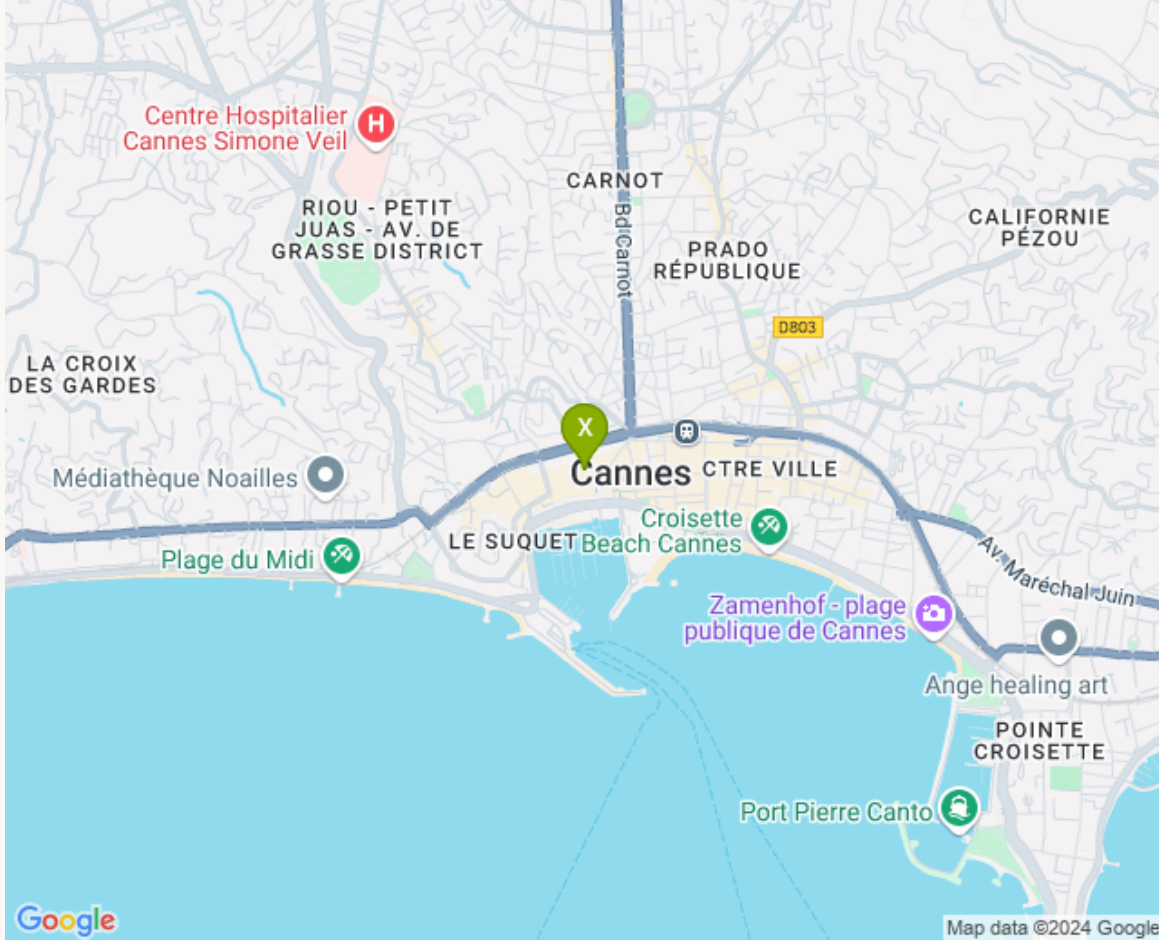 Centre Hospitalier
Cannes Simone Veil
H
CARNOT
RIOU - PETIT
JUAS - AV. DE
GRASSE DISTRICT
Bd Carnot
CALIFORNIE
PÉZOU
PRADO
RÉPUBLIQUE
D803
LA CROIX
DES GARDES
X
Médiathèque Noailles
Cannes
CTRE VILLE
LE SUQUET
Croisette
Beach Cannes
Plage du Midi
Av. Maréchal Juin
Zamenhof - plage
publique de Cannes
Ange healing art
POINTE
CROISETTE
Port Pierre Canto
Google
Map data ©2024 Google